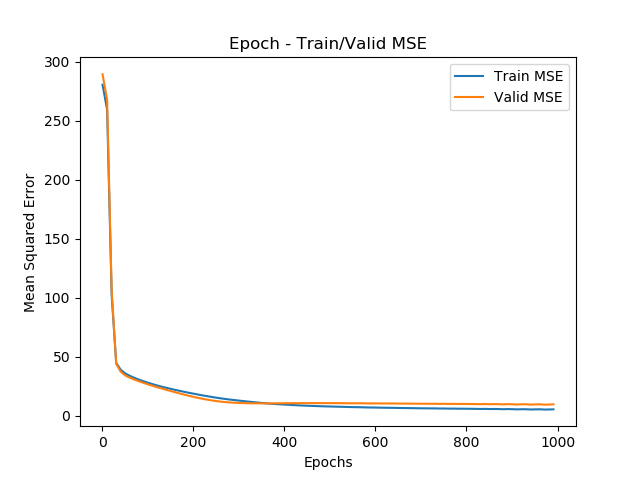 Epoch - Train/Valid MSE
Train MSE
Valid MSE
Mean Squared Error
300
250
200
150
100
50
0
0 200 400 600 800 1000
Epochs